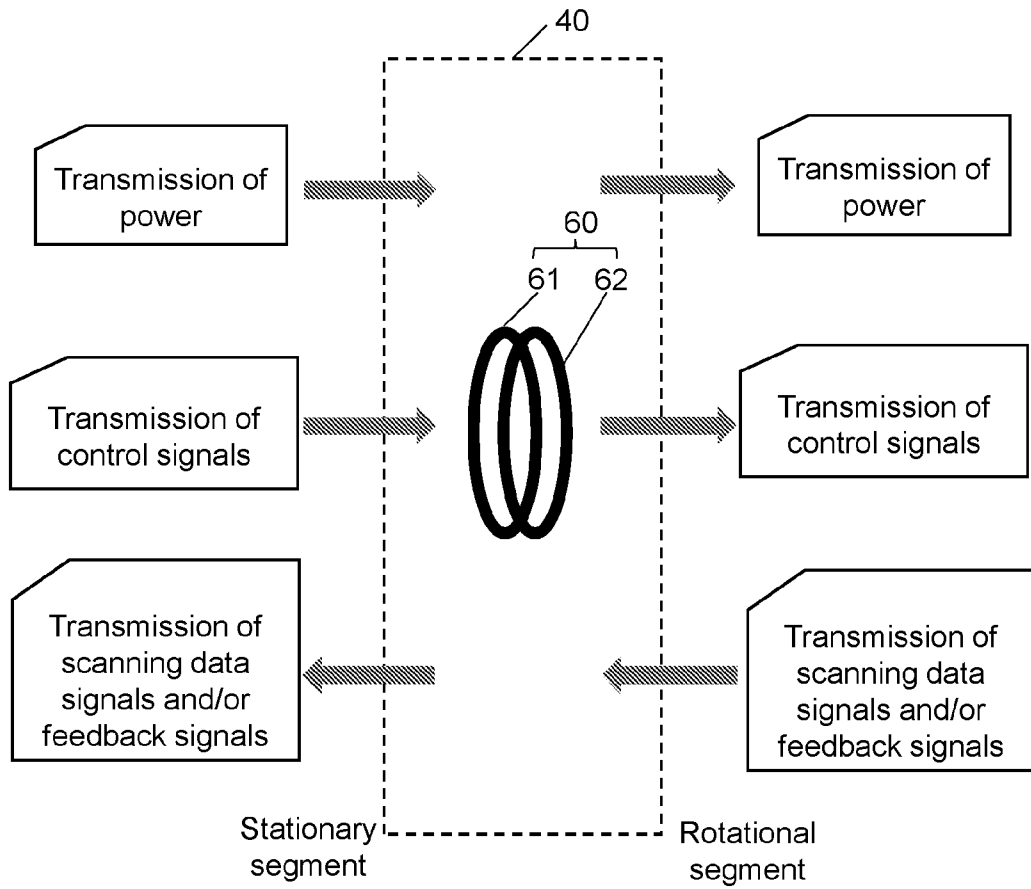 40
Transmission of
power
Transmission of
power
60
61
62
Transmission of
control signals
Transmission of
control signals
Transmission of
scanning data
signals and/or
feedback signals
Transmission of
scanning data
signals and/or
feedback signals
Stationary
segment
Rotational
segment